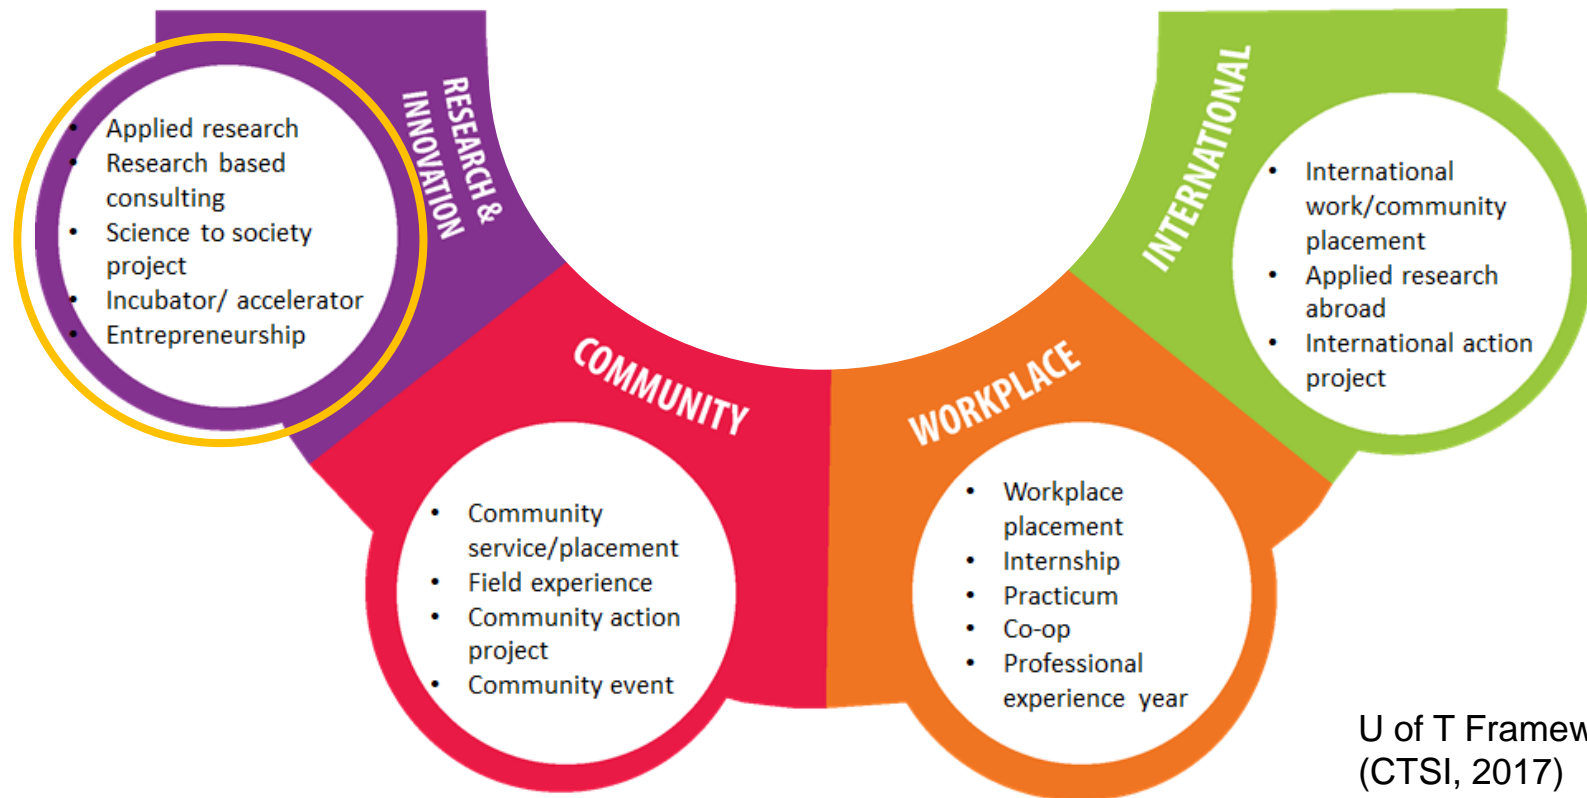 RESEARCH &
INNOVATION
• Applied research
• Research based
consulting
• Science to society
project
• Incubator/ accelerator
• Entrepreneurship
COMMUNITY
• Community
service/placement
• Field experience
• Community action
project
• Community event
WORKPLACE
• Workplace
placement
• Internship
• Practicum
• Co-op
• Professional
experience year
INTERNATIONAL
• International
work/community
placement
• Applied research
abroad
• International action
project
U of T
(CTSI, 2017)